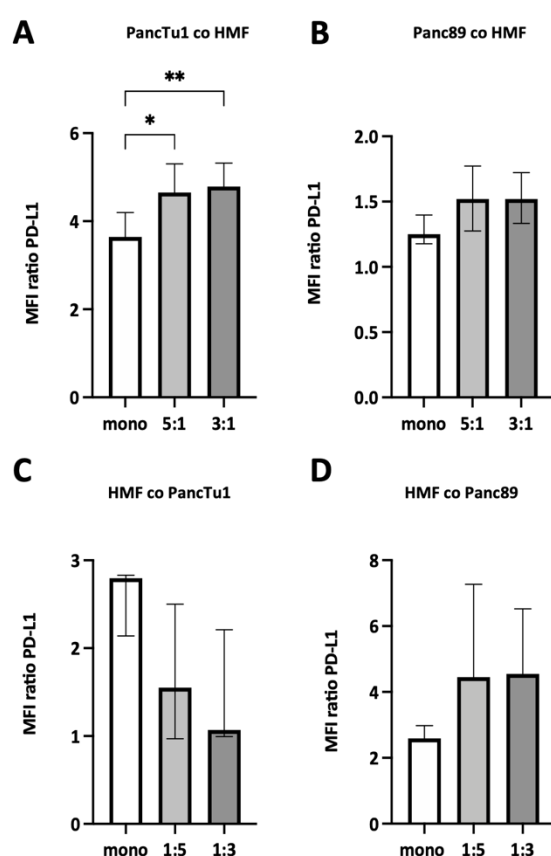 A
PancTu1 co HMF
**
*
MFI ratio PD-L1
6
4
2
0
mono 5:1 3:1
B
Panc89 co HMF
MFI ratio PD-L1
2.0
1.5
1.0
0.5
0.0
mono 5:1 3:1
C
HMF co PancTu1
MFI ratio PD-L1
3
2
1
0
mono 1:5 1:3
D
HMF co Panc89
MFI ratio PD-L1
8
6
4
2
0
mono 1:5 1:3